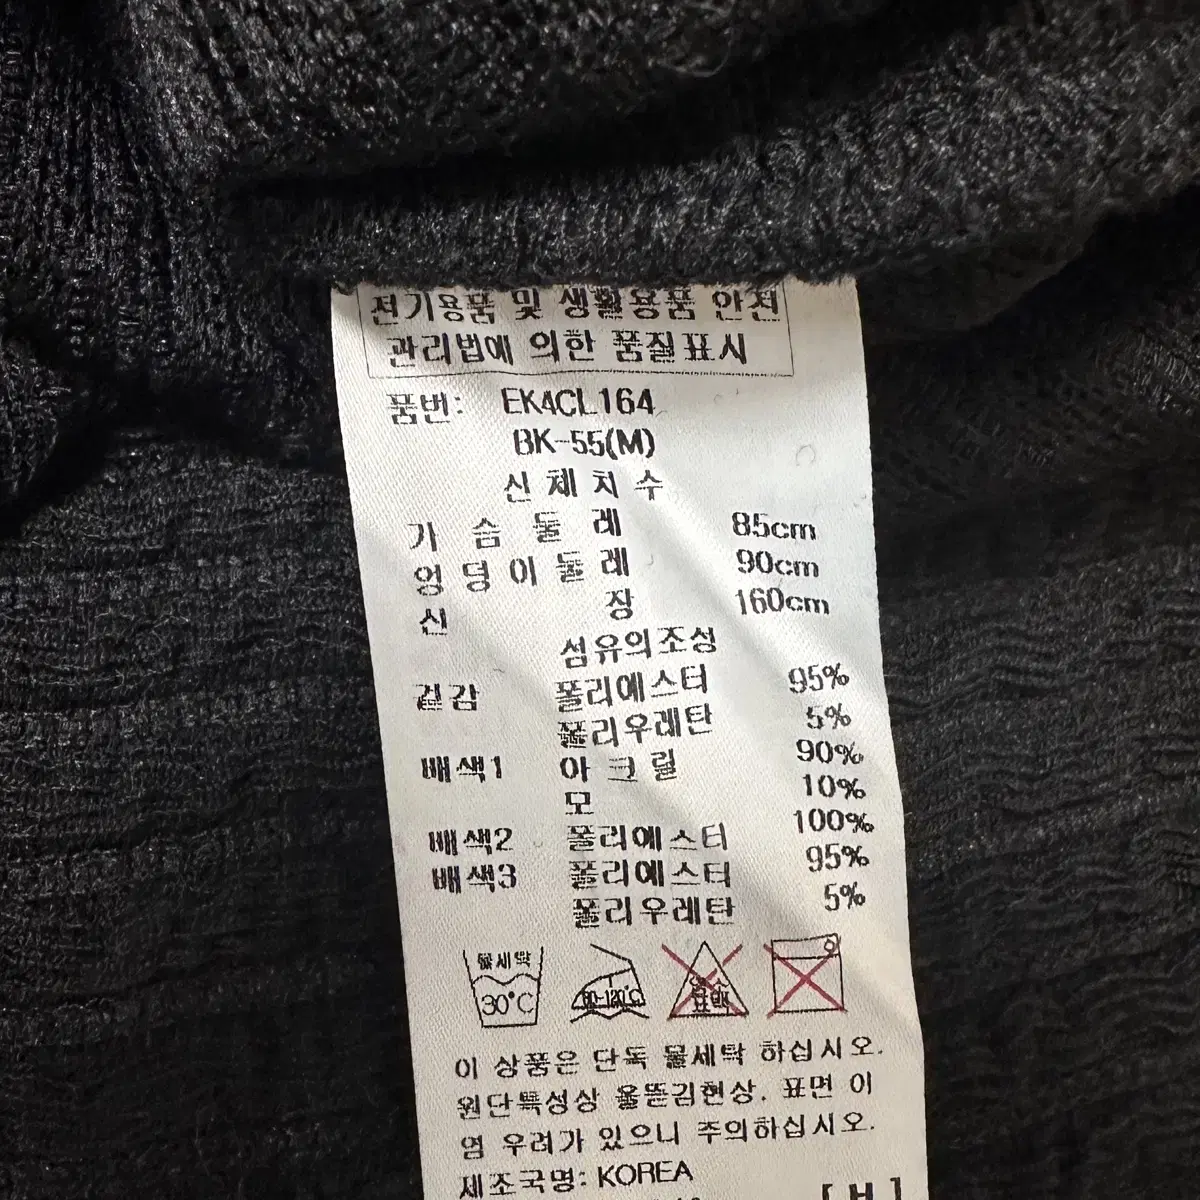 전기용품 및 생활용품 안전
관리법에 의한 품질표시
품번: EK4CL164
BK-55(M)
신체치수
가슴둘레 85cm
엉덩이둘레 90cm
신장 160cm
섬유의조성
겉감 폴리에스터 95%
폴리우레탄 5%
배색1 아크릴 90%
모 10%
배색2 폴리에스터 100%
배색3 폴리에스터 95%
폴리우레탄 5%
물세탁 30°C 80-120°C 염소표백
이 상품은 단독 물세탁 하십시오.
원단특성상 올뜯김현상, 표면 이
염 우려가 있으니 주의하십시오.
제조국명: KOREA